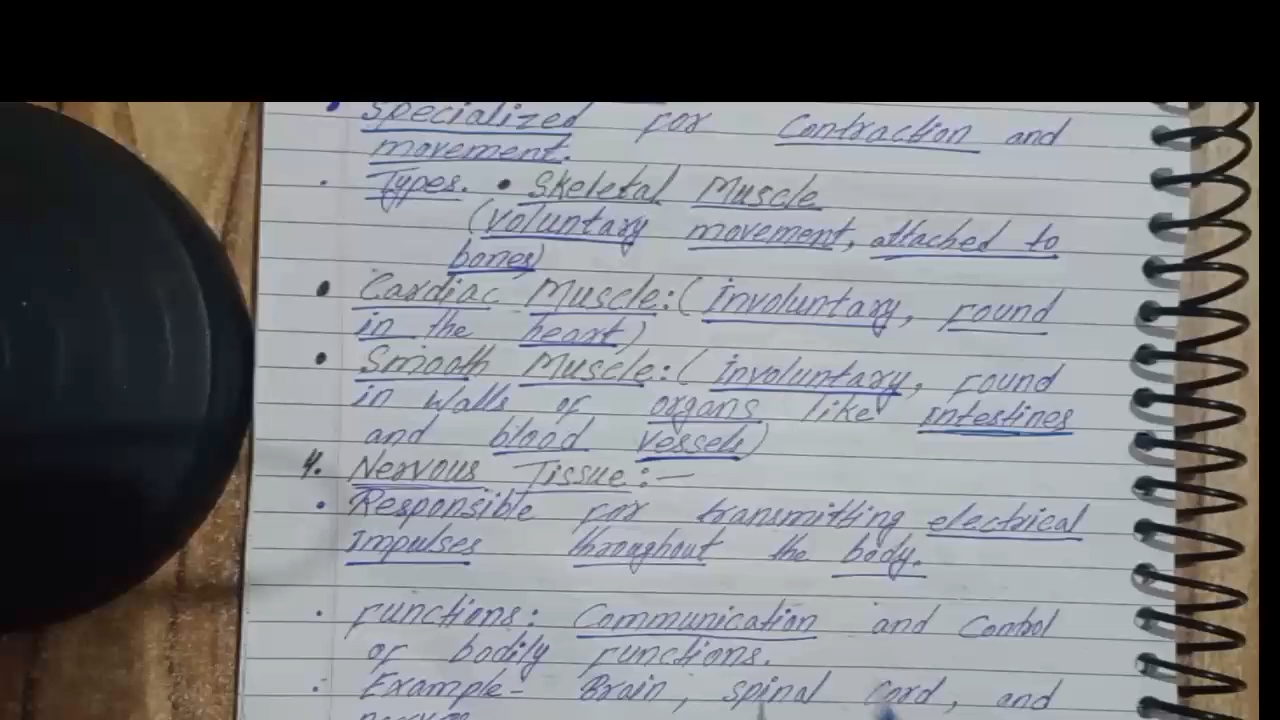 • Specialized for Contraction and
movement.
· Types. • Skeletal Muscle
(voluntary movement, attached to
bones)
• Cardiac Muscle: (Involuntary, found
in the heart)
• Smooth Muscle: (Involuntary, found
in walls of organs like intestines
and blood vessels)
4. Nervous Tissue:-
• Responsible for transmitting electrical
Impulses throughout the body.
· Functions: Communication and Control
of bodily functions.
· Example- Brain, spinal cord, and